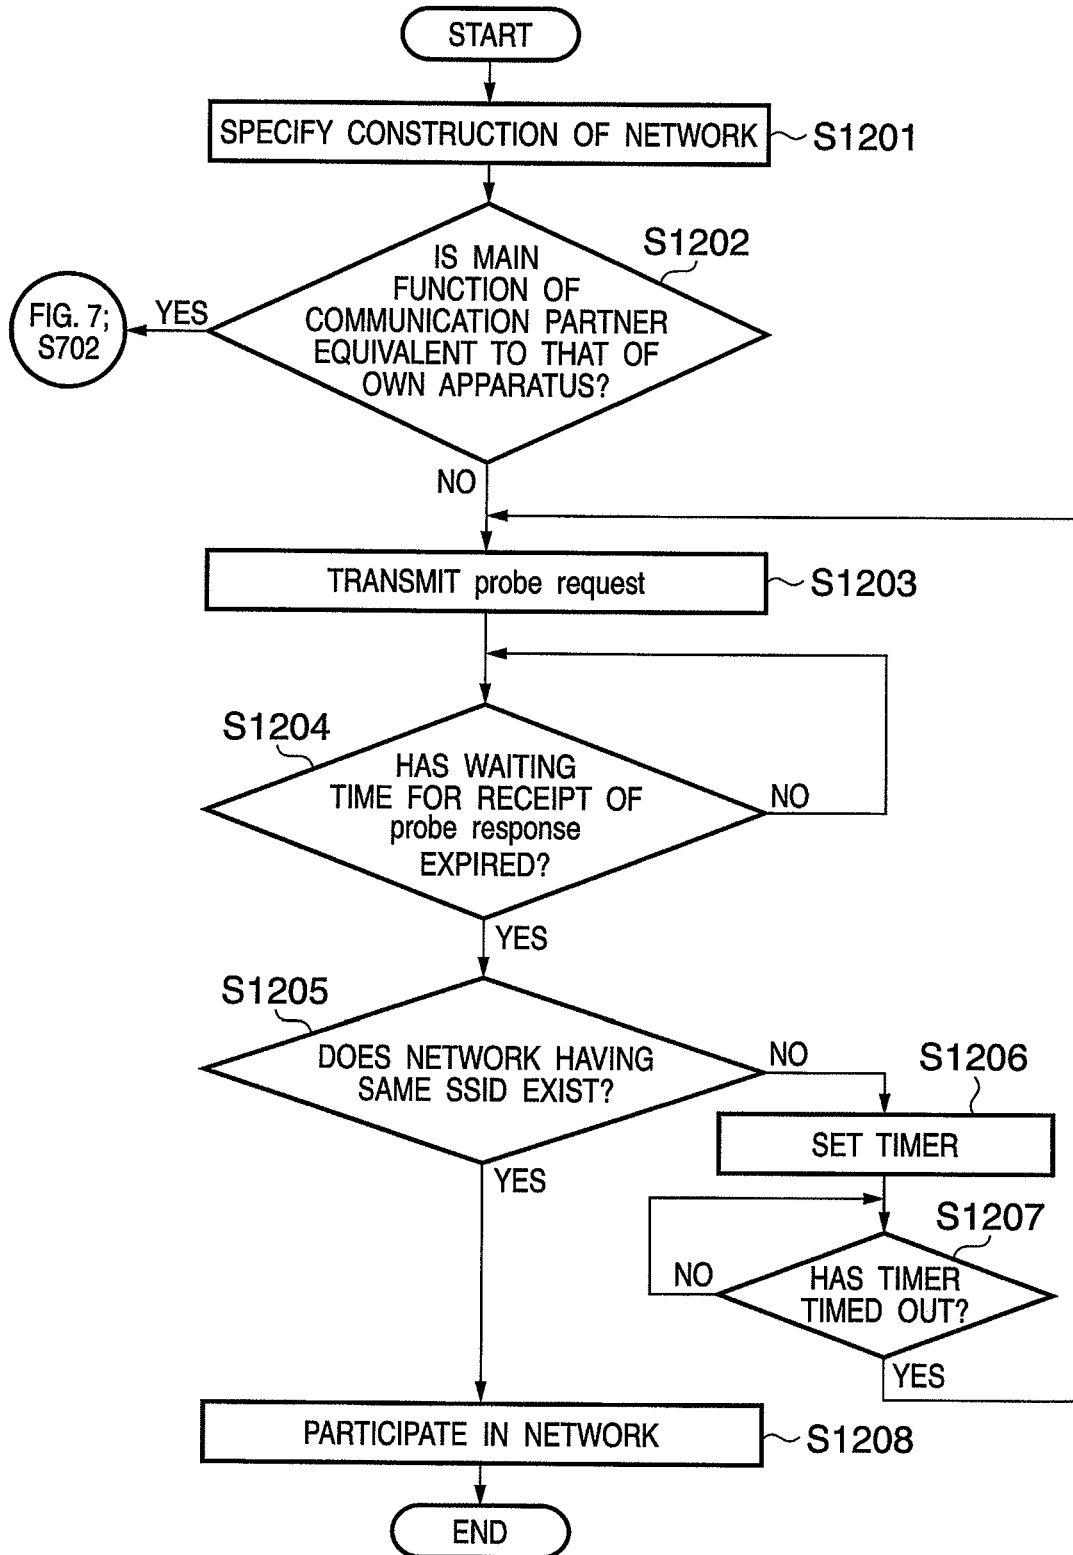 START
SPECIFY CONSTRUCTION OF NETWORK
S1201
S1202
IS MAIN
FUNCTION OF
COMMUNICATION PARTNER
EQUIVALENT TO THAT OF
OWN APPARATUS?
YES
FIG. 7;
S702
NO
TRANSMIT probe request
S1203
S1204
HAS WAITING
TIME FOR RECEIPT OF
probe response
EXPIRED?
NO
YES
S1205
DOES NETWORK HAVING
SAME SSID EXIST?
NO
S1206
SET TIMER
YES
S1207
HAS TIMER
TIMED OUT?
NO
YES
PARTICIPATE IN NETWORK
S1208
END